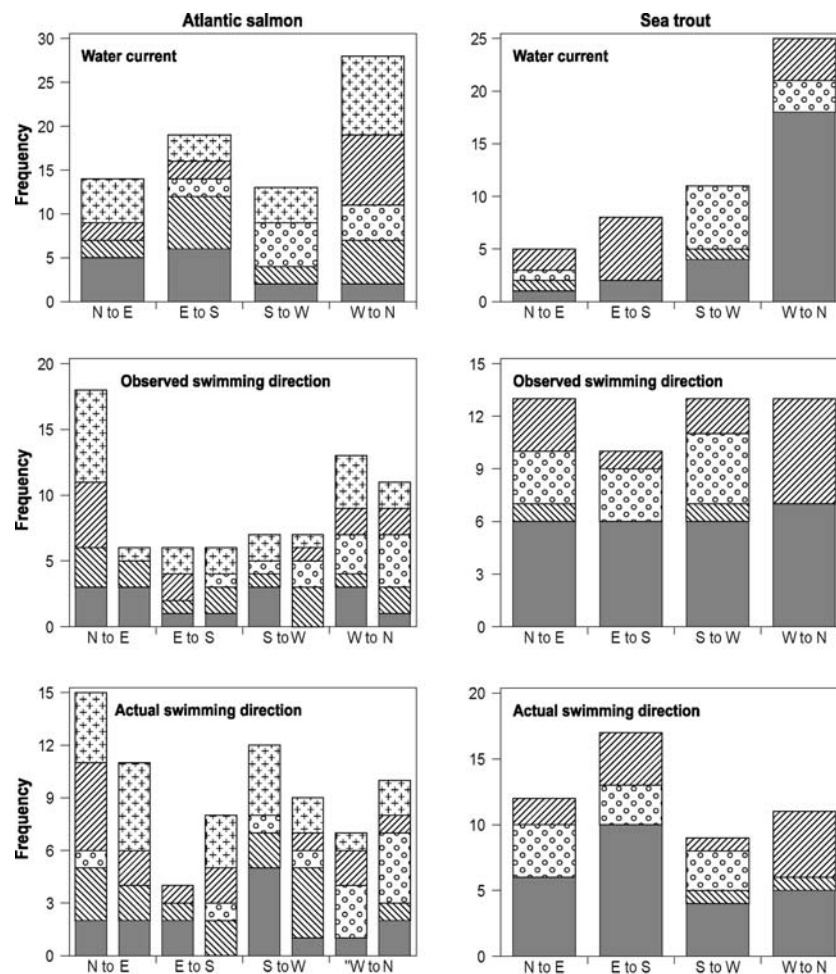 Atlantic salmon
Water current
Frequency
30
25
20
15
10
5
0
N to E E to S S to W W to N
Sea trout
Water current
25
20
15
10
5
0
N to E E to S S to W W to N
Observed swimming direction
Frequency
20
15
10
5
0
N to E E to S S to W W to N
Observed swimming direction
15
12
9
6
3
0
N to E E to S S to W W to N
Actual swimming direction
Frequency
15
12
9
6
3
0
N to E E to S S to W "W to N
Actual swimming direction
20
15
10
5
0
N to E E to S S to W W to N